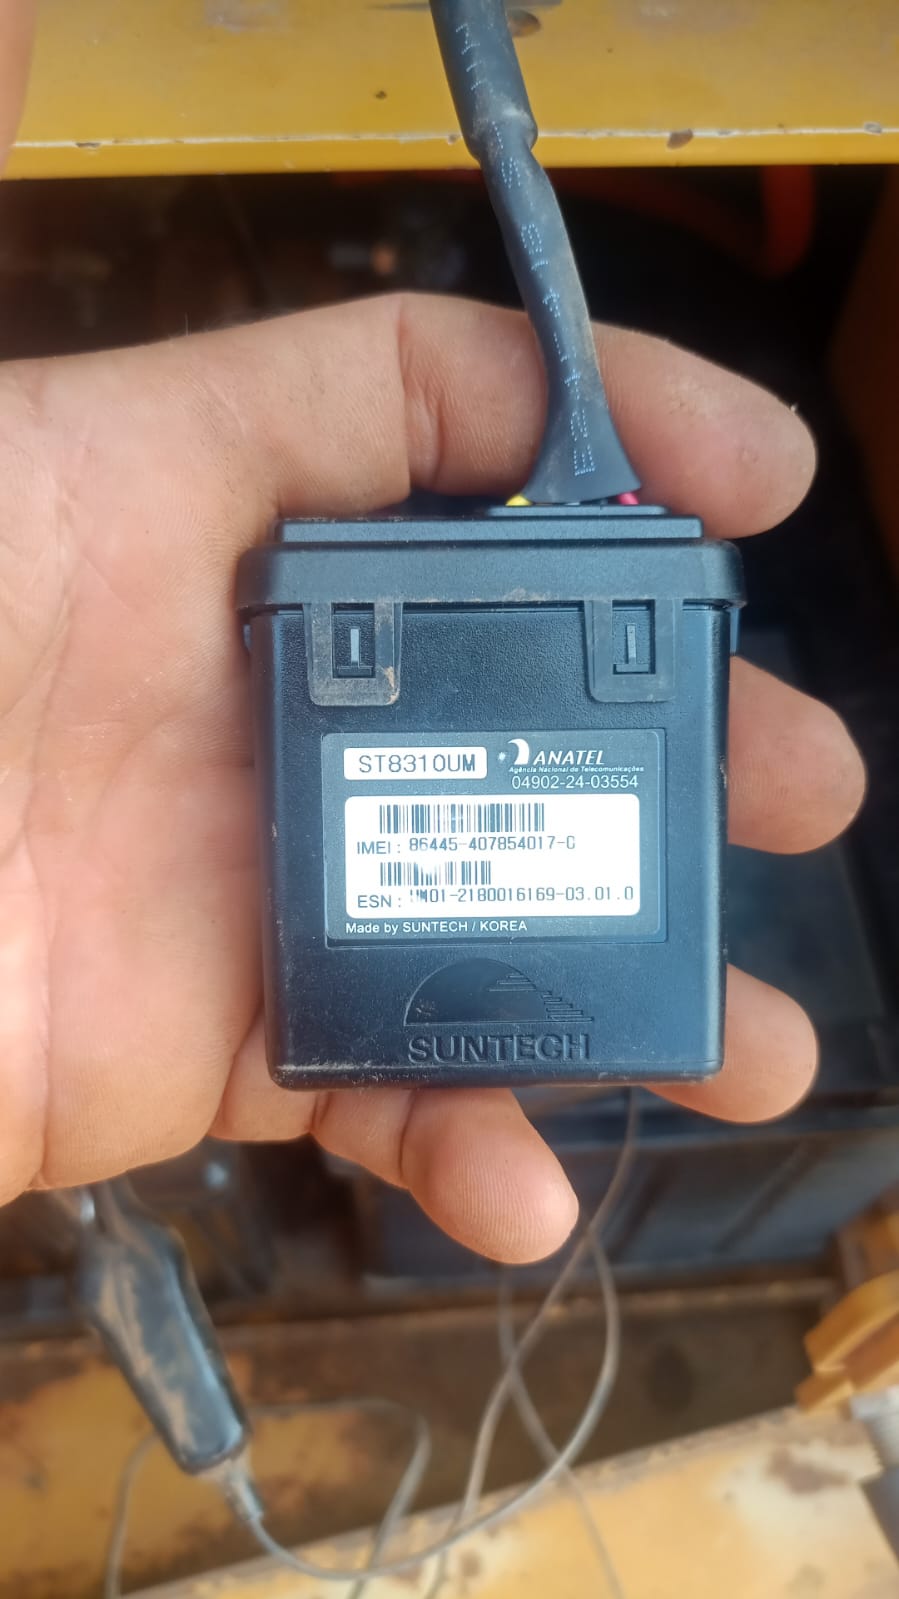 ST8310UM
ANATEL
Agência Nacional de Telecomunicações
04902-24-03554
IMEI : 86445-407854017-0
ESN : UM01-2180016169-03.01.0
Made by SUNTECH / KOREA
SUNTECH